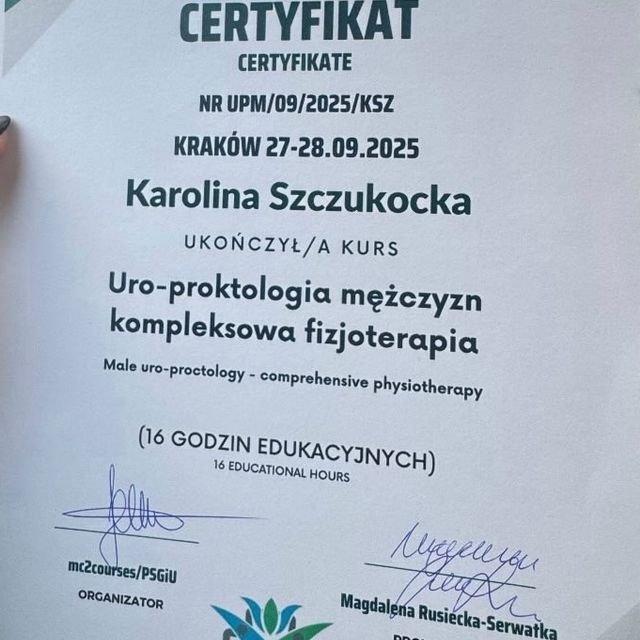 CERTYFIKAT
CERTYFIKATE
NR UPM/09/2025/KSZ
KRAKÓW 27-28.09.2025
Karolina Szczukocka
UKOŃCZYŁ/A KURS
Uro-proktologia mężczyzn
kompleksowa fizjoterapia
Male uro-proctology - comprehensive physiotherapy
(16 GODZIN EDUKACYJNYCH)
16 EDUCATIONAL HOURS
mc2courses/PSGiU
ORGANIZATOR
Magdalena Rusiecka-Serwatka